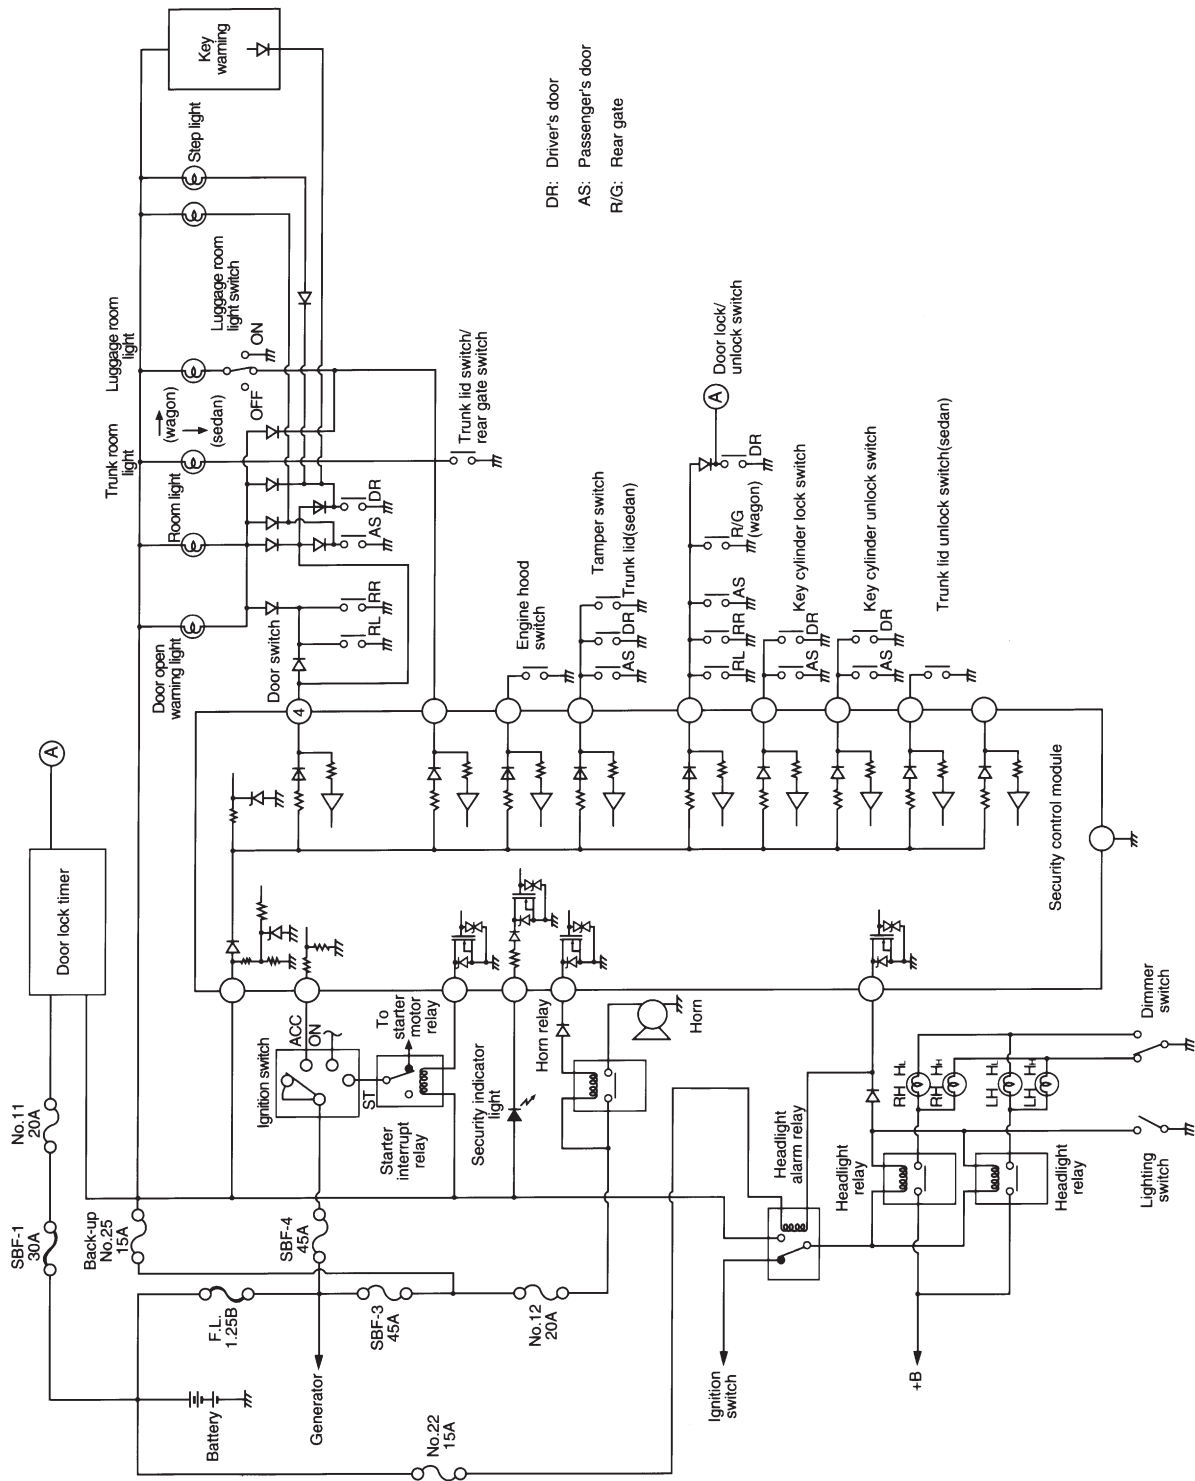 Key
warning
Step light
Luggage room
light switch
ON
OFF
Luggage room
light
(wagon)
(sedan)
Trunk room
light
Room light
Door open
warning light
Door switch
DR
AS
RR
RL
Trunk lid switch/
rear gate switch
DR: Driver's door
AS: Passenger's door
R/G: Rear gate
A
Door lock/
unlock switch
DR
R/G
(wagon)
AS
RR
RL
Engine hood
switch
Tamper switch
Trunk lid(sedan)
DR
AS
Key cylinder lock switch
DR
AS
Key cylinder unlock switch
DR
AS
Trunk lid unlock switch(sedan)
4
Security control module
A
Door lock timer
No.11
20A
SBF-1
30A
Back-up
No.25
15A
SBF-4
45A
F.L.
1.25B
SBF-3
45A
No.12
20A
No.22
15A
Battery
Generator
Ignition switch
ACC
ON
ST
To
starter
motor
relay
Starter
interrupt
relay
Security indicator
light
Horn relay
Horn
Headlight
alarm relay
Ignition
switch
Headlight
relay
Headlight
relay
+B
RH HL
RH HH
LH HL
LH HH
Dimmer
switch
Lighting
switch